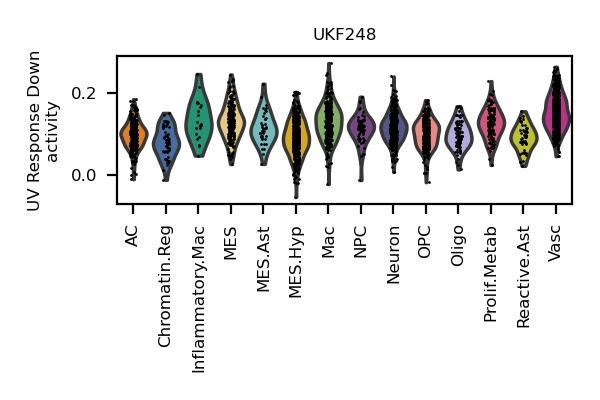 UKF248
UV Response Down
activity
0.2
0.0
AC
Chromatin.Reg
Inflammatory.Mac
MES
MES.Ast
MES.Hyp
Mac
NPC
Neuron
OPC
Oligo
Prolif.Metab
Reactive.Ast
Vasc